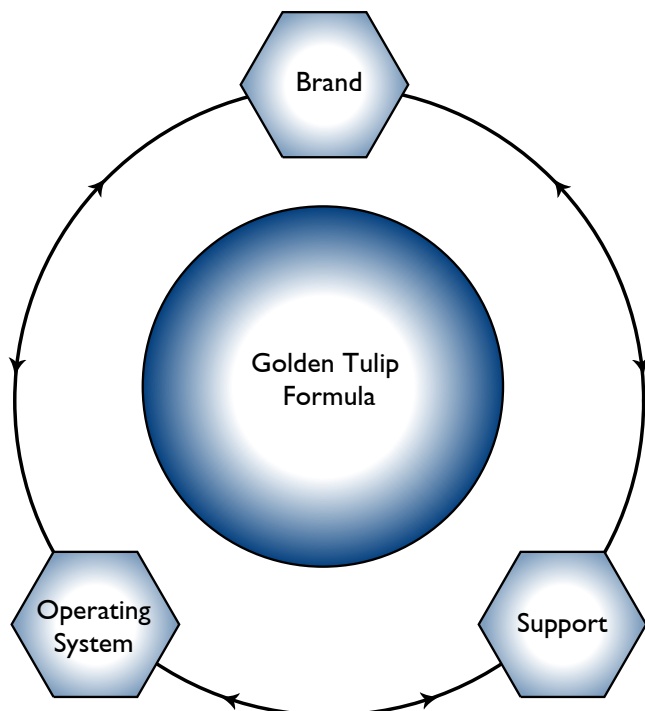 Brand
Golden Tulip
Formula
Operating
System
Support